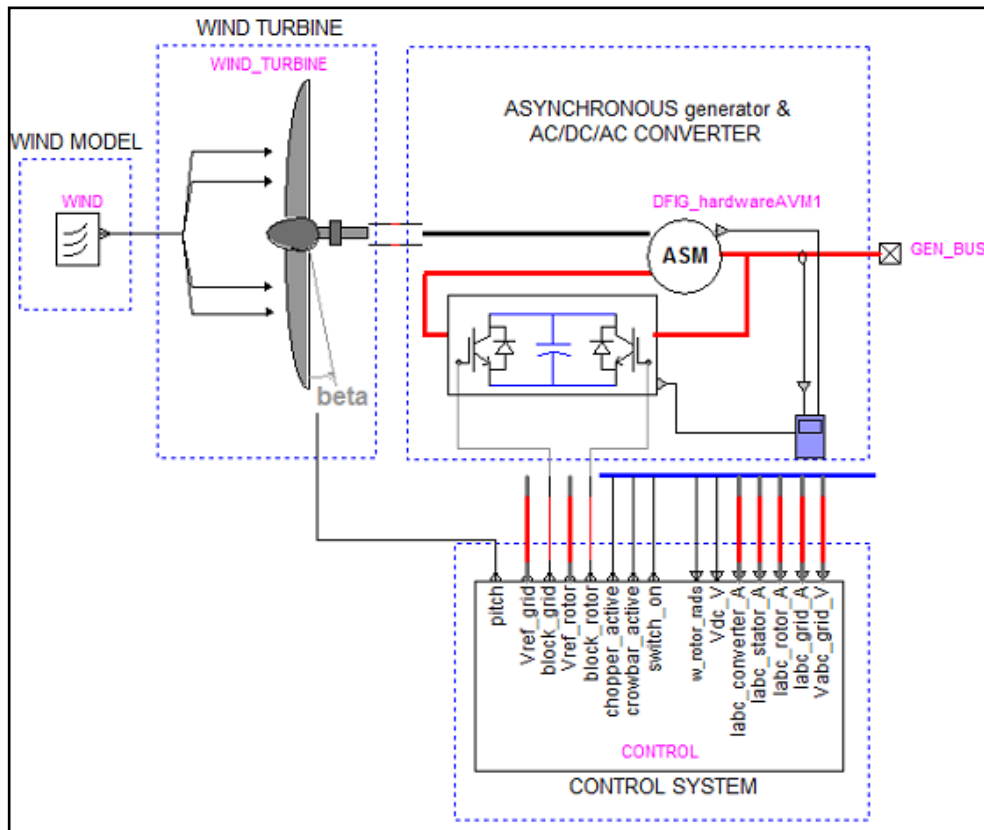 WIND TURBINE
WIND_TURBINE
ASYNCHRONOUS generator &
AC/DC/AC CONVERTER
WIND MODEL
WIND
DFIG_hardwareAVM1
ASM
GEN_BUS
beta
pitch
Vref_grid
block_grid
Vref_rotor
block_rotor
chopper_active
crowbar_active
switch_on
w_rotor_rads
Vdc_V
Iabc_converter_A
Iabc_stator_A
Iabc_rotor_A
Iabc_grid_A
Vabc_grid_V
CONTROL
CONTROL SYSTEM